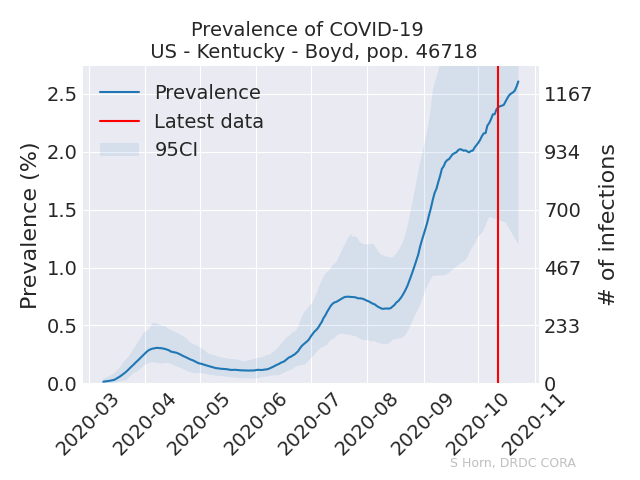 Prevalence of COVID-19
US - Kentucky - Boyd, pop. 46718
Prevalence
Latest data
95CI
Prevalence (%)
2.5
2.0
1.5
1.0
0.5
0.0
1167
934
700
467
233
0
# of infections
2020-03
2020-04
2020-05
2020-06
2020-07
2020-08
2020-09
2020-10
2020-11
S Horn, DRDC CORA